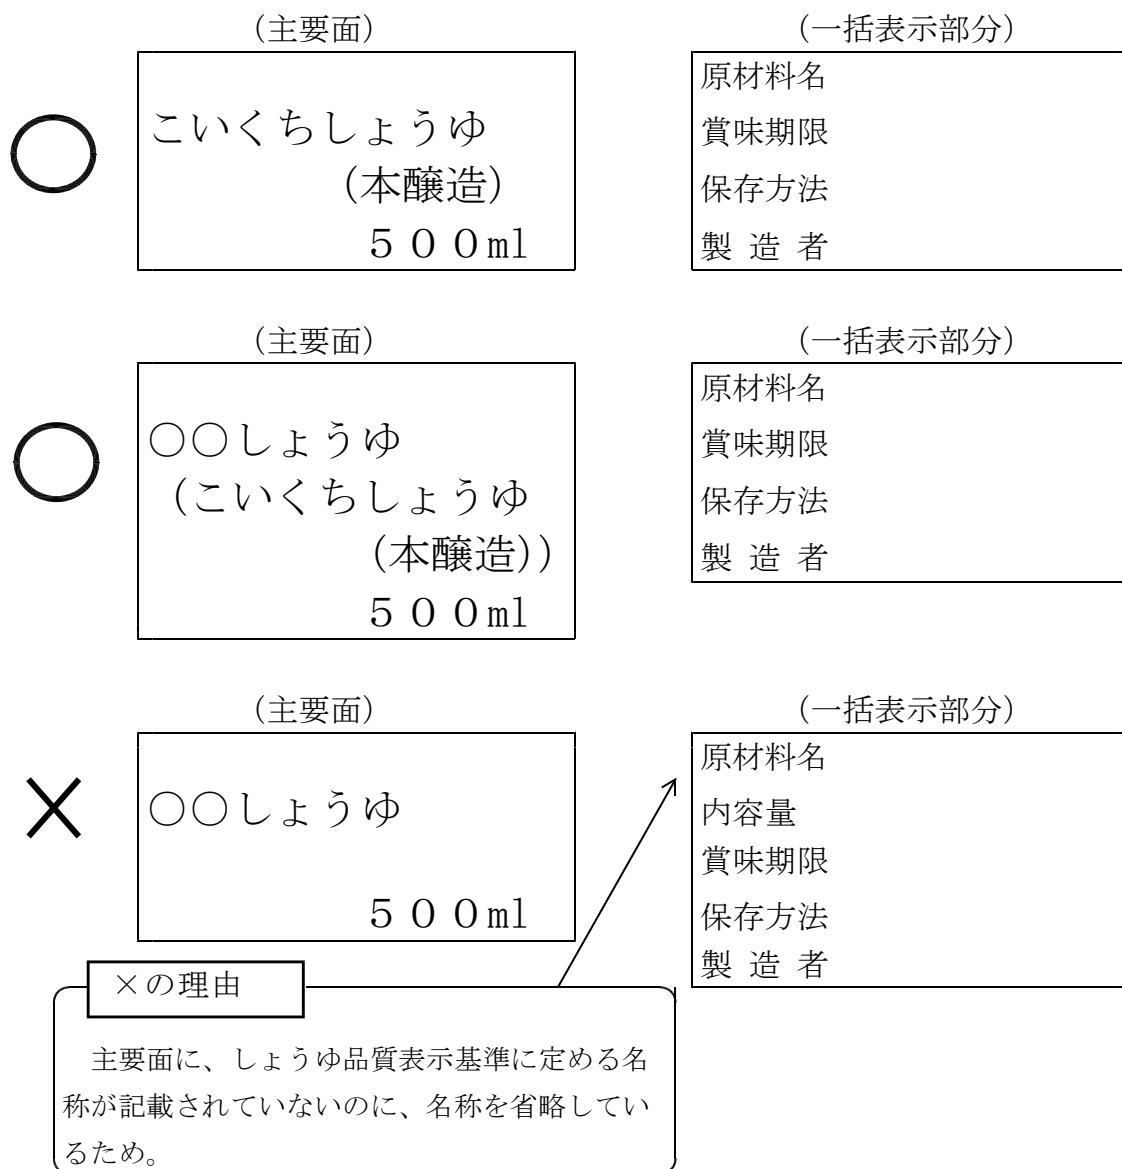 (主要面)
こいくちしょうゆ
(本醸造)
５００ml
(一括表示部分)
原材料名
賞味期限
保存方法
製 造 者
(主要面)
○○しょうゆ
(こいくちしょうゆ
(本醸造))
５００ml
(一括表示部分)
原材料名
賞味期限
保存方法
製 造 者
(主要面)
○○しょうゆ
５００ml
(一括表示部分)
原材料名
内容量
賞味期限
保存方法
製 造 者
×の理由
主要面に、しょうゆ品質表示基準に定める名
称が記載されていないのに、名称を省略してい
るため。